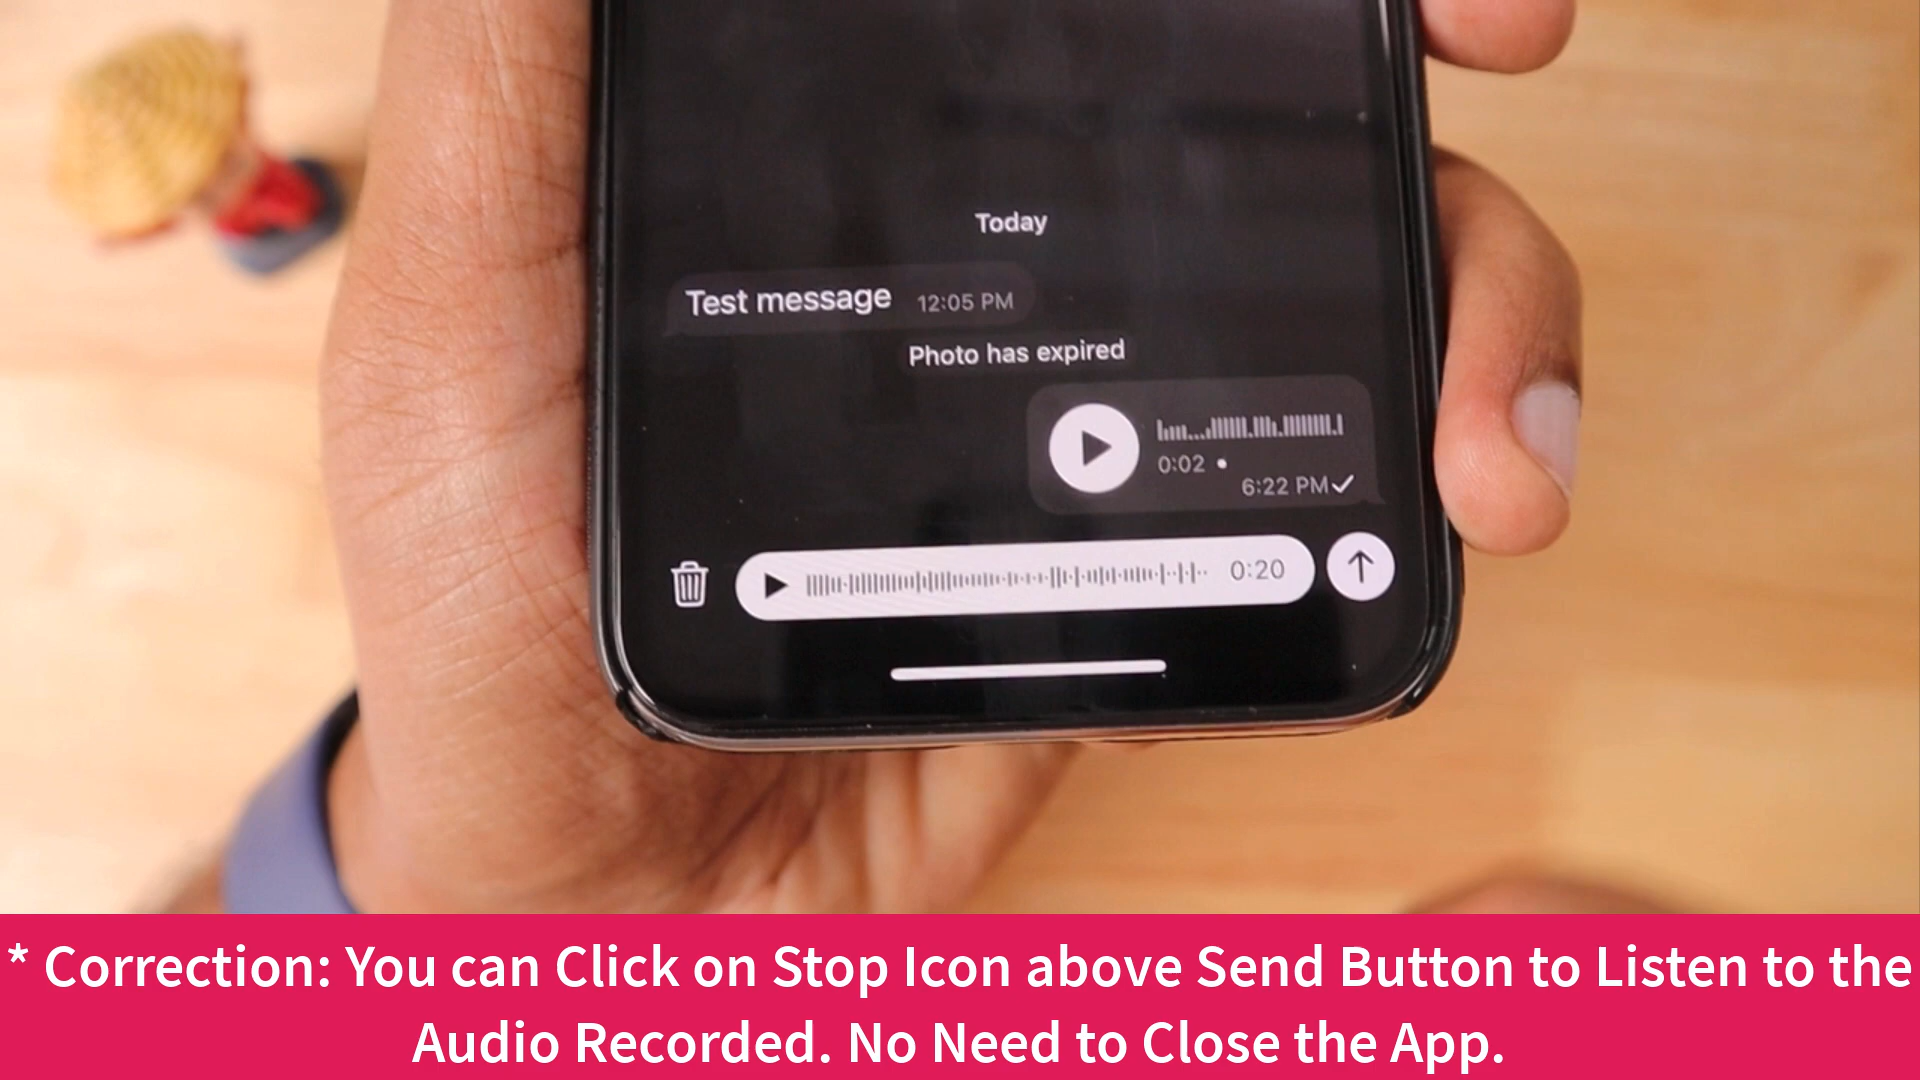 Today
Test message 12:05 PM
Photo has expired
0:02
6:22 PM
0:20
* Correction: You can Click on Stop Icon above Send Button to Listen to the
Audio Recorded. No Need to Close the App.